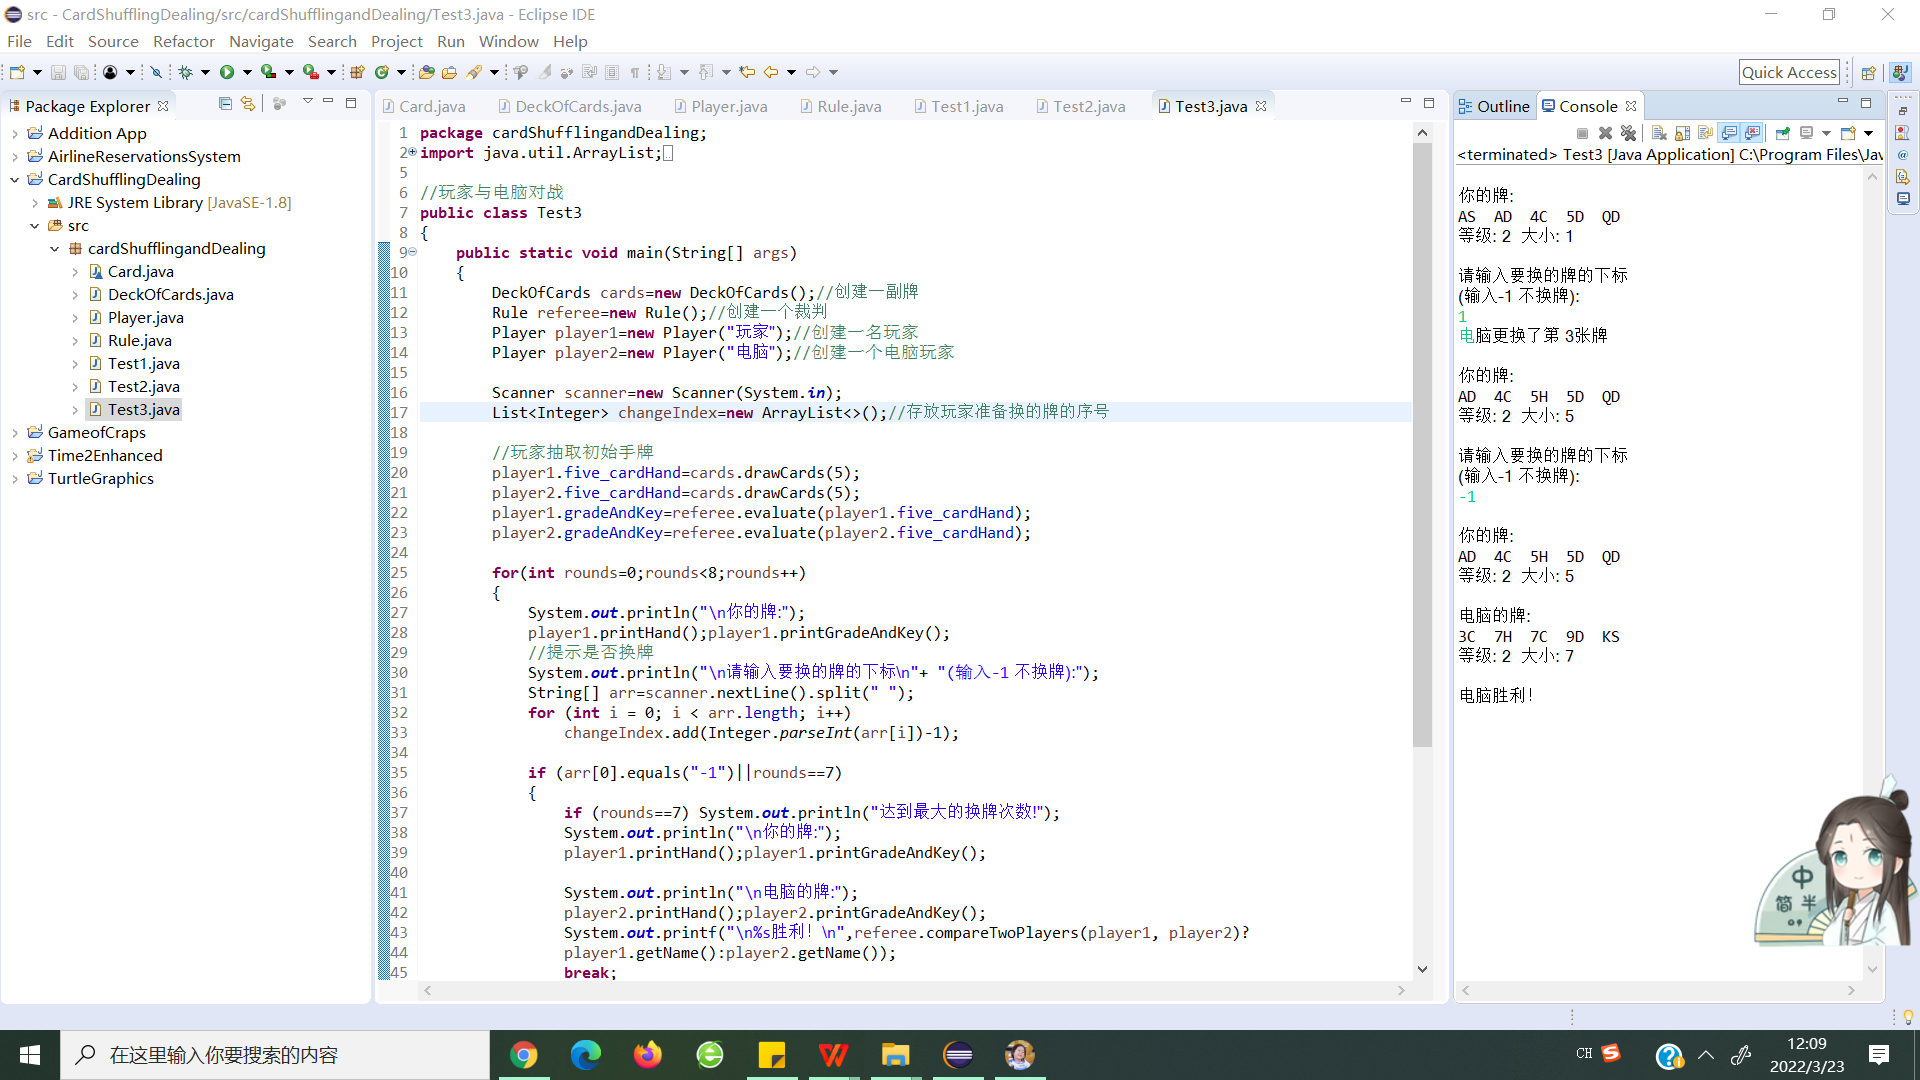 src - CardShufflingDealing/src/cardShufflingandDealing/Test3.java - Eclipse IDE
File Edit Source Refactor Navigate Search Project Run Window Help
Quick Access
Package Explorer
Addition App
AirlineReservationsSystem
CardShufflingDealing
JRE System Library [JavaSE-1.8]
src
cardShufflingandDealing
Card.java
DeckOfCards.java
Player.java
Rule.java
Test1.java
Test2.java
Test3.java
GameofCraps
Time2Enhanced
TurtleGraphics
Card.java DeckOfCards.java Player.java Rule.java Test1.java Test2.java Test3.java
1 package cardShufflingandDealing;
2 import java.util.ArrayList;
5
6 //玩家与电脑对战
7 public class Test3
8 {
9 public static void main(String[] args)
10 {
11 DeckOfCards cards=new DeckOfCards();//创建一副牌
12 Rule referee=new Rule();//创建一个裁判
13 Player player1=new Player("玩家");//创建一名玩家
14 Player player2=new Player("电脑");//创建一个电脑玩家
15
16 Scanner scanner=new Scanner(System.in);
17 List<Integer> changeIndex=new ArrayList<>();//存放玩家准备换的牌的序号
18
19 //玩家抽取初始手牌
20 player1.five_cardHand=cards.drawCards(5);
21 player2.five_cardHand=cards.drawCards(5);
22 player1.gradeAndKey=referee.evaluate(player1.five_cardHand);
23 player2.gradeAndKey=referee.evaluate(player2.five_cardHand);
24
25 for(int rounds=0;rounds<8;rounds++)
26 {
27 System.out.println("\n你的牌:");
28 player1.printHand();player1.printGradeAndKey();
29 //提示是否换牌
30 System.out.println("\n请输入要换的牌的下标\n"+ "(输入-1 不换牌):");
31 String[] arr=scanner.nextLine().split(" ");
32 for (int i = 0; i < arr.length; i++)
33 changeIndex.add(Integer.parseInt(arr[i])-1);
34
35 if (arr[0].equals("-1")||rounds==7)
36 {
37 if (rounds==7) System.out.println("达到最大的换牌次数!");
38 System.out.println("\n你的牌:");
39 player1.printHand();player1.printGradeAndKey();
40
41 System.out.println("\n电脑的牌:");
42 player2.printHand();player2.printGradeAndKey();
43 System.out.printf("\n%s胜利！\n",referee.compareTwoPlayers(player1, player2)?
44 player1.getName():player2.getName());
45 break;
Outline Console
<terminated> Test3 [Java Application] C:\Program Files\Jav
你的牌:
AS AD 4C 5D QD
等级: 2 大小: 1
请输入要换的牌的下标
(输入-1 不换牌):
1
电脑更换了第 3张牌
你的牌:
AD 4C 5H 5D QD
等级: 2 大小: 5
请输入要换的牌的下标
(输入-1 不换牌):
-1
你的牌:
AD 4C 5H 5D QD
等级: 2 大小: 5
电脑的牌:
3C 7H 7C 9D KS
等级: 2 大小: 7
电脑胜利！
中
简 半
在这里输入你要搜索的内容
CH
12:09
2022/3/23